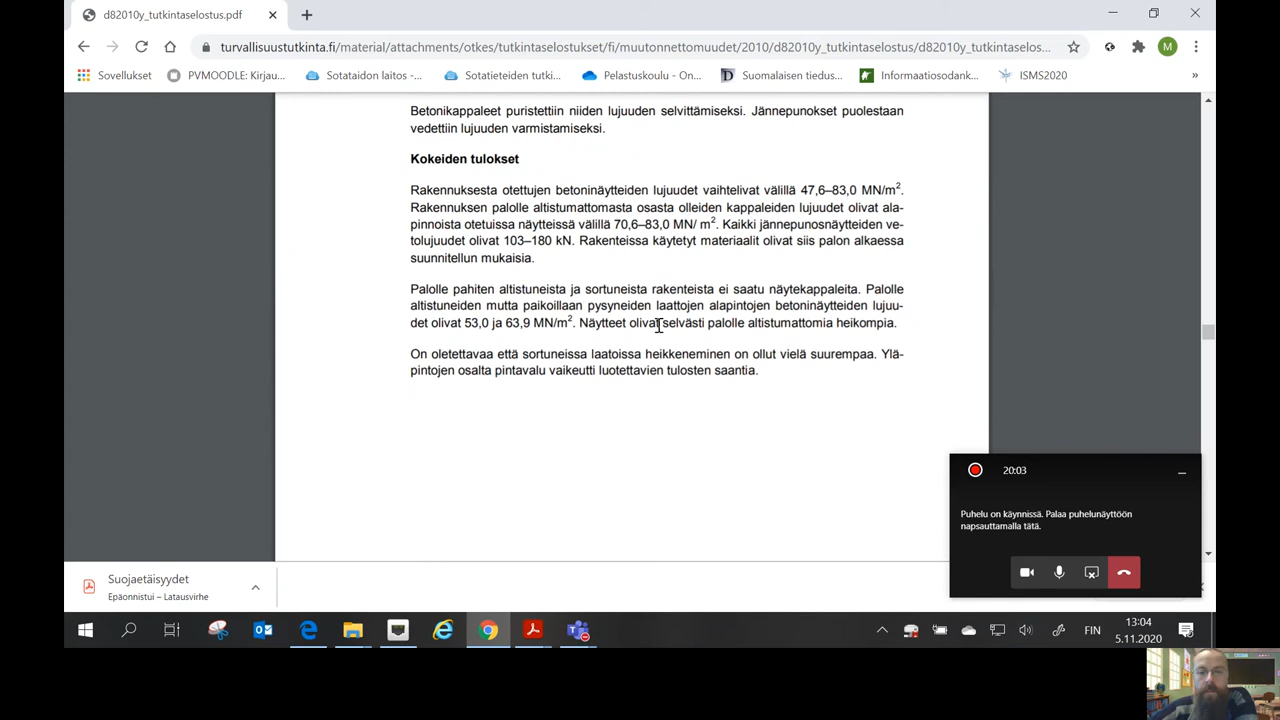 d82010y_tutkintaselostus.pdf
turvallisuustutkinta.fi/material/attachments/otkes/tutkintaselostukset/fi/muutonnettomuudet/2010/d82010y_tutkintaselostus/d82010y_tutkintaselos...
M
Sovellukset
PVMOODLE: Kirjau...
Sotataidon laitos -...
Sotatieteiden tutki...
Pelastuskoulu - On...
Suomalaisen tiedus...
Informaatiosodank...
ISMS2020
»
Betonikappaleet puristettiin niiden lujuuden selvittämiseksi. Jännepunokset puolestaan
vedettiin lujuuden varmistamiseksi.
Kokeiden tulokset
Rakennuksesta otettujen betoninäytteiden lujuudet vaihtelivat välillä 47,6–83,0 MN/m².
Rakennuksen palolle altistumattomasta osasta olleiden kappaleiden lujuudet olivat ala-
pinnoista otetuissa näytteissä välillä 70,6–83,0 MN/ m². Kaikki jännepunosnäytteiden ve-
tolujuudet olivat 103–180 kN. Rakenteissa käytetyt materiaalit olivat siis palon alkaessa
suunnitellun mukaisia.
Palolle pahiten altistuneista ja sortuneista rakenteista ei saatu näytekappaleita. Palolle
altistuneiden mutta paikoillaan pysyneiden laattojen alapintojen betoninäytteiden lujuu-
det olivat 53,0 ja 63,9 MN/m². Näytteet olivat selvästi palolle altistumattomia heikompia.
On oletettavaa että sortuneissa laatoissa heikkeneminen on ollut vielä suurempaa. Ylä-
pintojen osalta pintavalu vaikeutti luotettavien tulosten saantia.
20:03
Puhelu on käynnissä. Palaa puhelunäyttöön
napsauttamalla tätä.
Suojaetäisyydet
Epäonnistui – Latausvirhe
FIN
13:04
5.11.2020